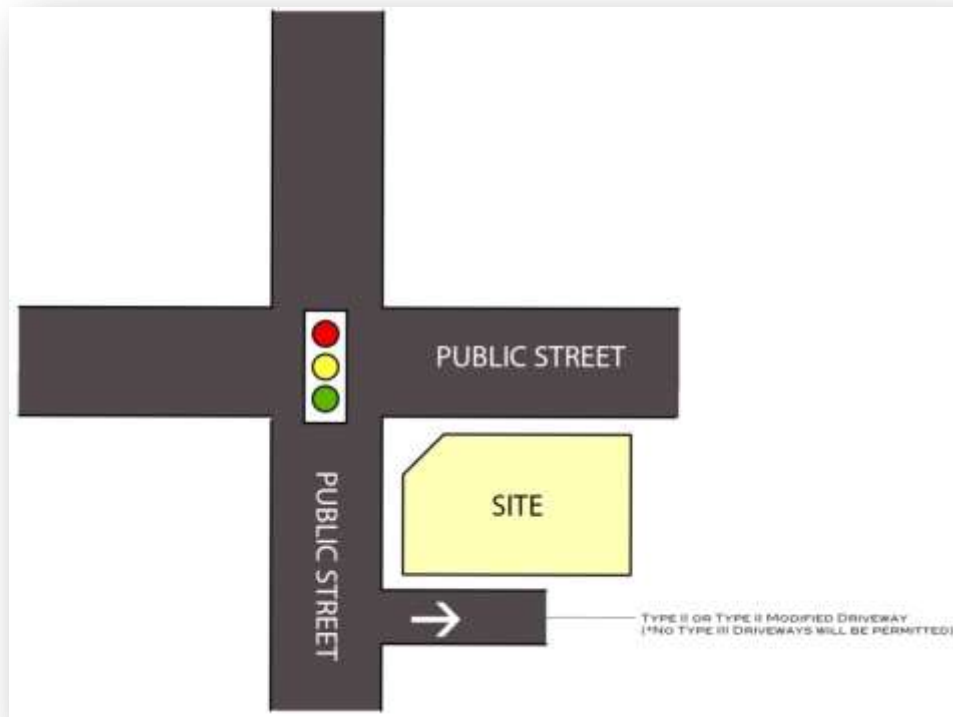 PUBLIC STREET
SITE
PUBLIC STREET
TYPE II OR TYPE II MODIFIED DRIVEWAY
(*NO TYPE III DRIVEWAYS WILL BE PERMITTED)